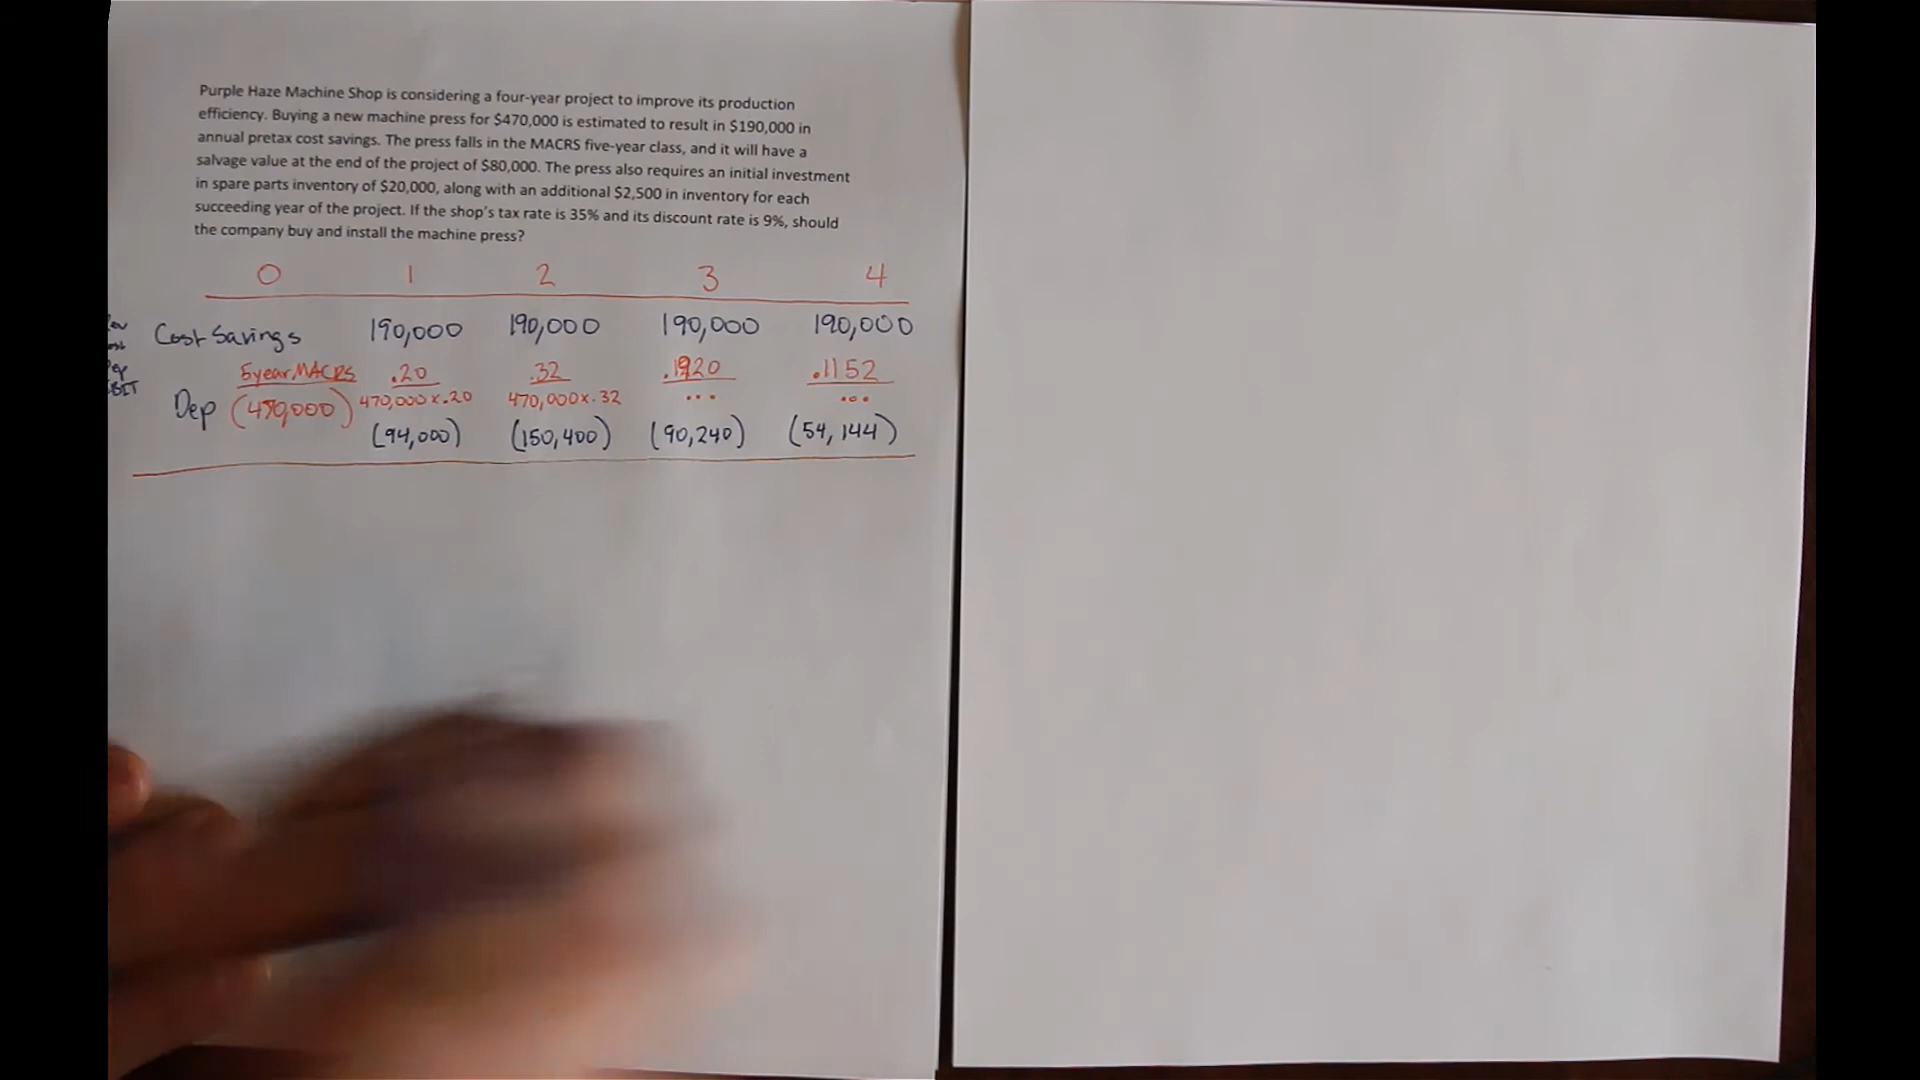 Purple Haze Machine Shop is considering a four-year project to improve its production
efficiency. Buying a new machine press for $470,000 is estimated to result in $190,000 in
annual pretax cost savings. The press falls in the MACRS five-year class, and it will have a
salvage value at the end of the project of $80,000. The press also requires an initial investment
in spare parts inventory of $20,000, along with an additional $2,500 in inventory for each
succeeding year of the project. If the shop's tax rate is 35% and its discount rate is 9%, should
the company buy and install the machine press?
0 1 2 3 4
Cost Savings 190,000 190,000 190,000 190,000
5 year MACRS .20 .32 .1920 .1152
Dep (470,000) 470,000x.20 470,000x.32 ... ...
(94,000) (150,400) (90,240) (54,144)